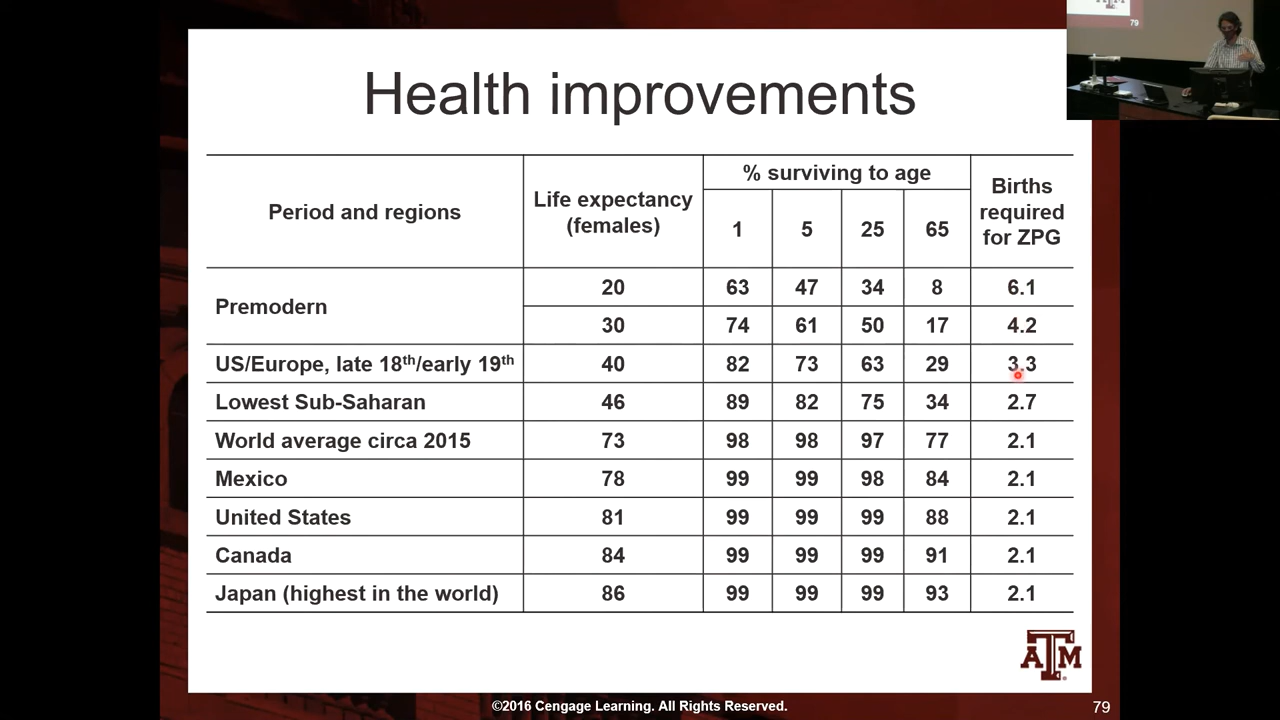 79
Health improvements
Period and regions
Life expectancy
(females)
% surviving to age
1 5 25 65
Births
required
for ZPG
Premodern
20 63 47 34 8 6.1
30 74 61 50 17 4.2
US/Europe, late 18th/early 19th 40 82 73 63 29 3.3
Lowest Sub-Saharan 46 89 82 75 34 2.7
World average circa 2015 73 98 98 97 77 2.1
Mexico 78 99 99 98 84 2.1
United States 81 99 99 99 88 2.1
Canada 84 99 99 99 91 2.1
Japan (highest in the world) 86 99 99 99 93 2.1
ATM
©2016 Cengage Learning. All Rights Reserved.
79